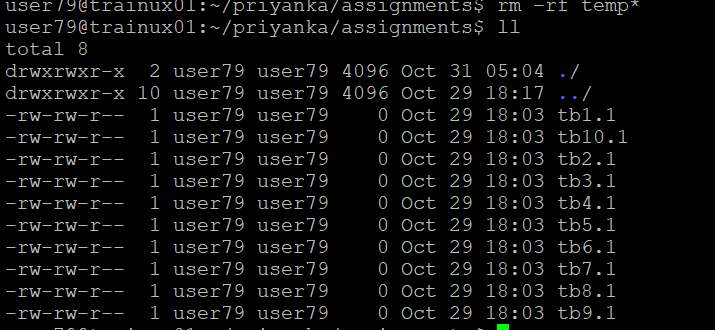 user79@trainux01:~/priyanka/assignments$ rm -rf temp*
user79@trainux01:~/priyanka/assignments$ ll
total 8
drwxrwxr-x  2 user79 user79 4096 Oct 31 05:04 ./
drwxrwxr-x 10 user79 user79 4096 Oct 29 18:17 ../
-rw-rw-r--  1 user79 user79    0 Oct 29 18:03 tb1.1
-rw-rw-r--  1 user79 user79    0 Oct 29 18:03 tb10.1
-rw-rw-r--  1 user79 user79    0 Oct 29 18:03 tb2.1
-rw-rw-r--  1 user79 user79    0 Oct 29 18:03 tb3.1
-rw-rw-r--  1 user79 user79    0 Oct 29 18:03 tb4.1
-rw-rw-r--  1 user79 user79    0 Oct 29 18:03 tb5.1
-rw-rw-r--  1 user79 user79    0 Oct 29 18:03 tb6.1
-rw-rw-r--  1 user79 user79    0 Oct 29 18:03 tb7.1
-rw-rw-r--  1 user79 user79    0 Oct 29 18:03 tb8.1
-rw-rw-r--  1 user79 user79    0 Oct 29 18:03 tb9.1